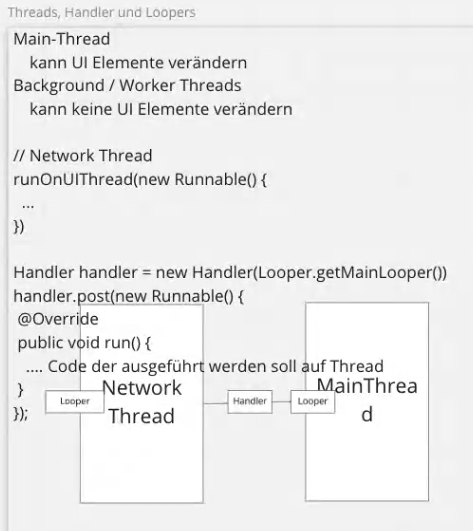 Threads, Handler und Loopers
Main-Thread
kann UI Elemente verändern
Background / Worker Threads
kann keine UI Elemente verändern
// Network Thread
runOnUIThread(new Runnable() {
...
})
Handler handler = new Handler(Looper.getMainLooper())
handler.post(new Runnable() {
@Override
public void run() {
.... Code der ausgeführt werden soll auf Thread
}
});
Looper
Network
Thread
Handler
Looper
MainThrea
d